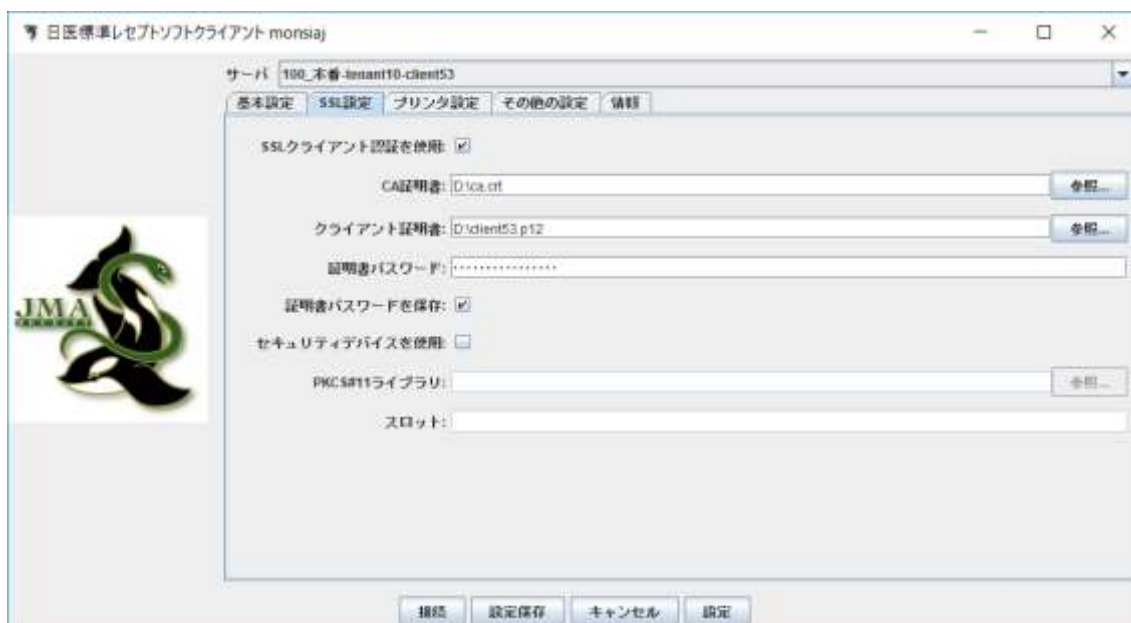 日医標準レセプトソフトクライアント monsiaj
サーバ 100_本番-tenant10-client53
基本設定 SSL設定 プリンタ設定 その他の設定 情報
SSLクライアント認証を使用:
CA証明書: D:\ca.crt 参照...
クライアント証明書: D:\client53.p12 参照...
証明書パスワード: ················
証明書パスワードを保存:
セキュリティデバイスを使用:
PKCS#11ライブラリ: 参照...
スロット:
JMA
接続 設定保存 キャンセル 設定